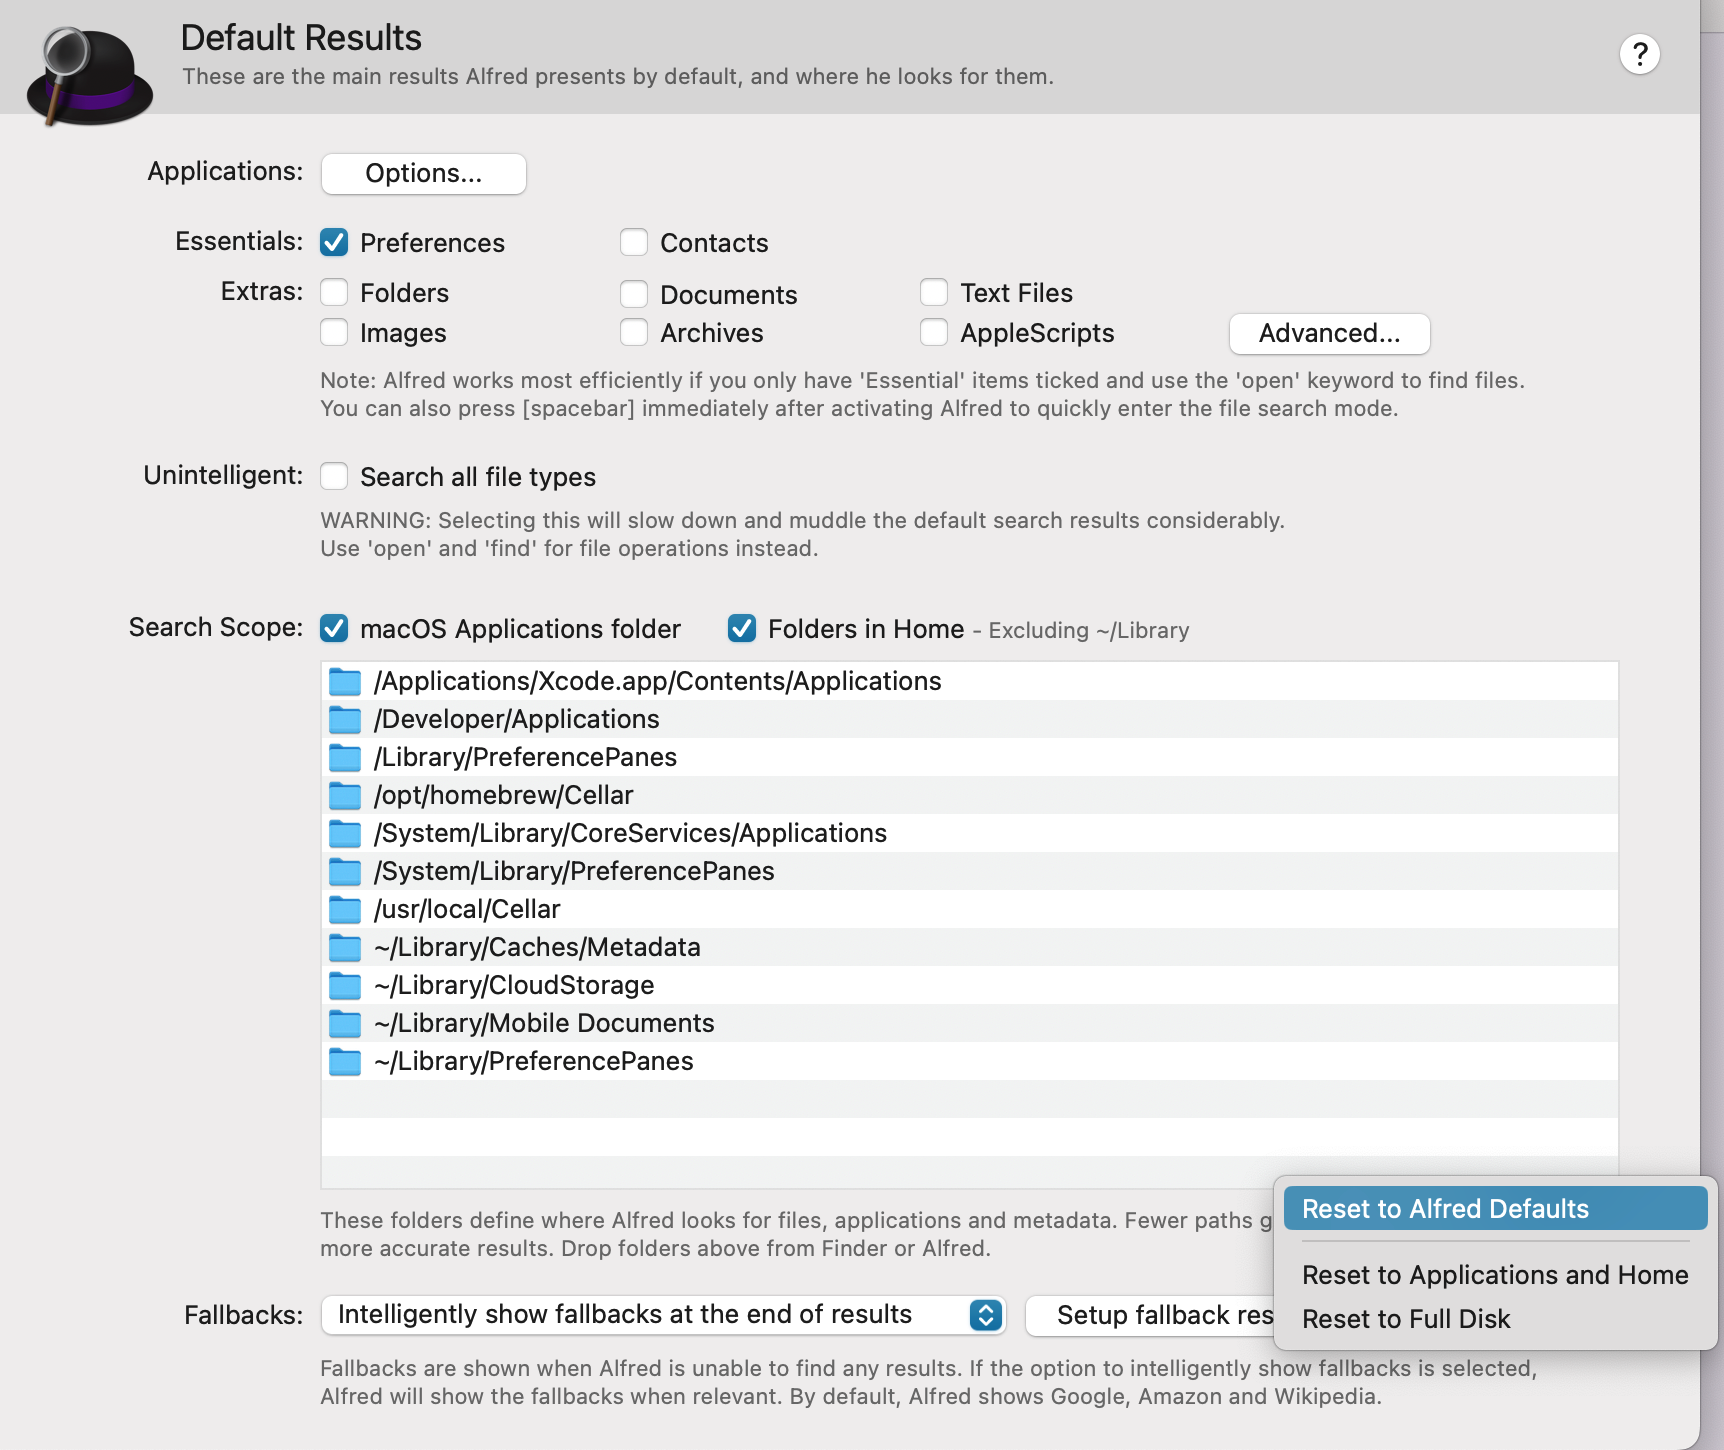 Default Results
These are the main results Alfred presents by default, and where he looks for them.
?
Applications: Options...
Essentials: Preferences Contacts
Extras: Folders Documents Text Files
Images Archives AppleScripts Advanced...
Note: Alfred works most efficiently if you only have 'Essential' items ticked and use the 'open' keyword to find files.
You can also press [spacebar] immediately after activating Alfred to quickly enter the file search mode.
Unintelligent: Search all file types
WARNING: Selecting this will slow down and muddle the default search results considerably.
Use 'open' and 'find' for file operations instead.
Search Scope: macOS Applications folder Folders in Home - Excluding ~/Library
/Applications/Xcode.app/Contents/Applications
/Developer/Applications
/Library/PreferencePanes
/opt/homebrew/Cellar
/System/Library/CoreServices/Applications
/System/Library/PreferencePanes
/usr/local/Cellar
~/Library/Caches/Metadata
~/Library/CloudStorage
~/Library/Mobile Documents
~/Library/PreferencePanes
These folders define where Alfred looks for files, applications and metadata. Fewer paths
more accurate results. Drop folders above from Finder or Alfred.
Reset to Alfred Defaults
Reset to Applications and Home
Reset to Full Disk
Fallbacks: Intelligently show fallbacks at the end of results Setup fallback res
Fallbacks are shown when Alfred is unable to find any results. If the option to intelligently show fallbacks is selected,
Alfred will show the fallbacks when relevant. By default, Alfred shows Google, Amazon and Wikipedia.